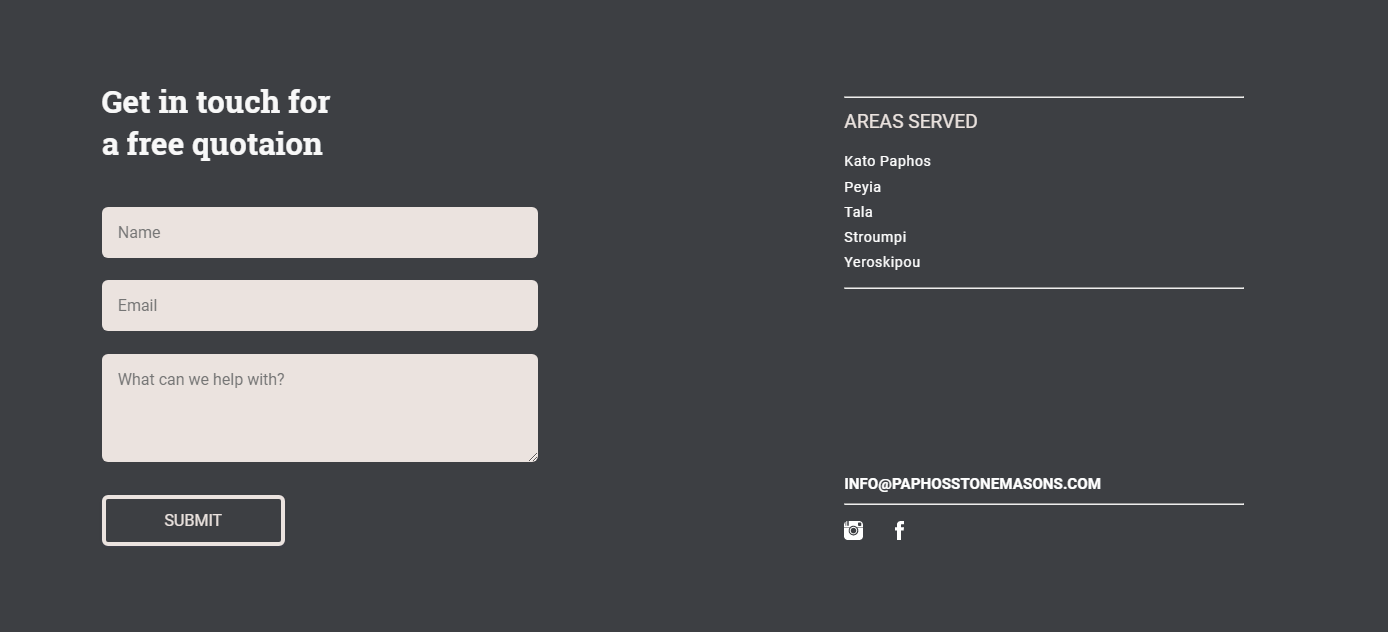 Get in touch for
a free quotaion
Name
Email
What can we help with?
SUBMIT
AREAS SERVED
Kato Paphos
Peyia
Tala
Stroumpi
Yeroskipou
INFO@PAPHOSSTONEMASONS.COM